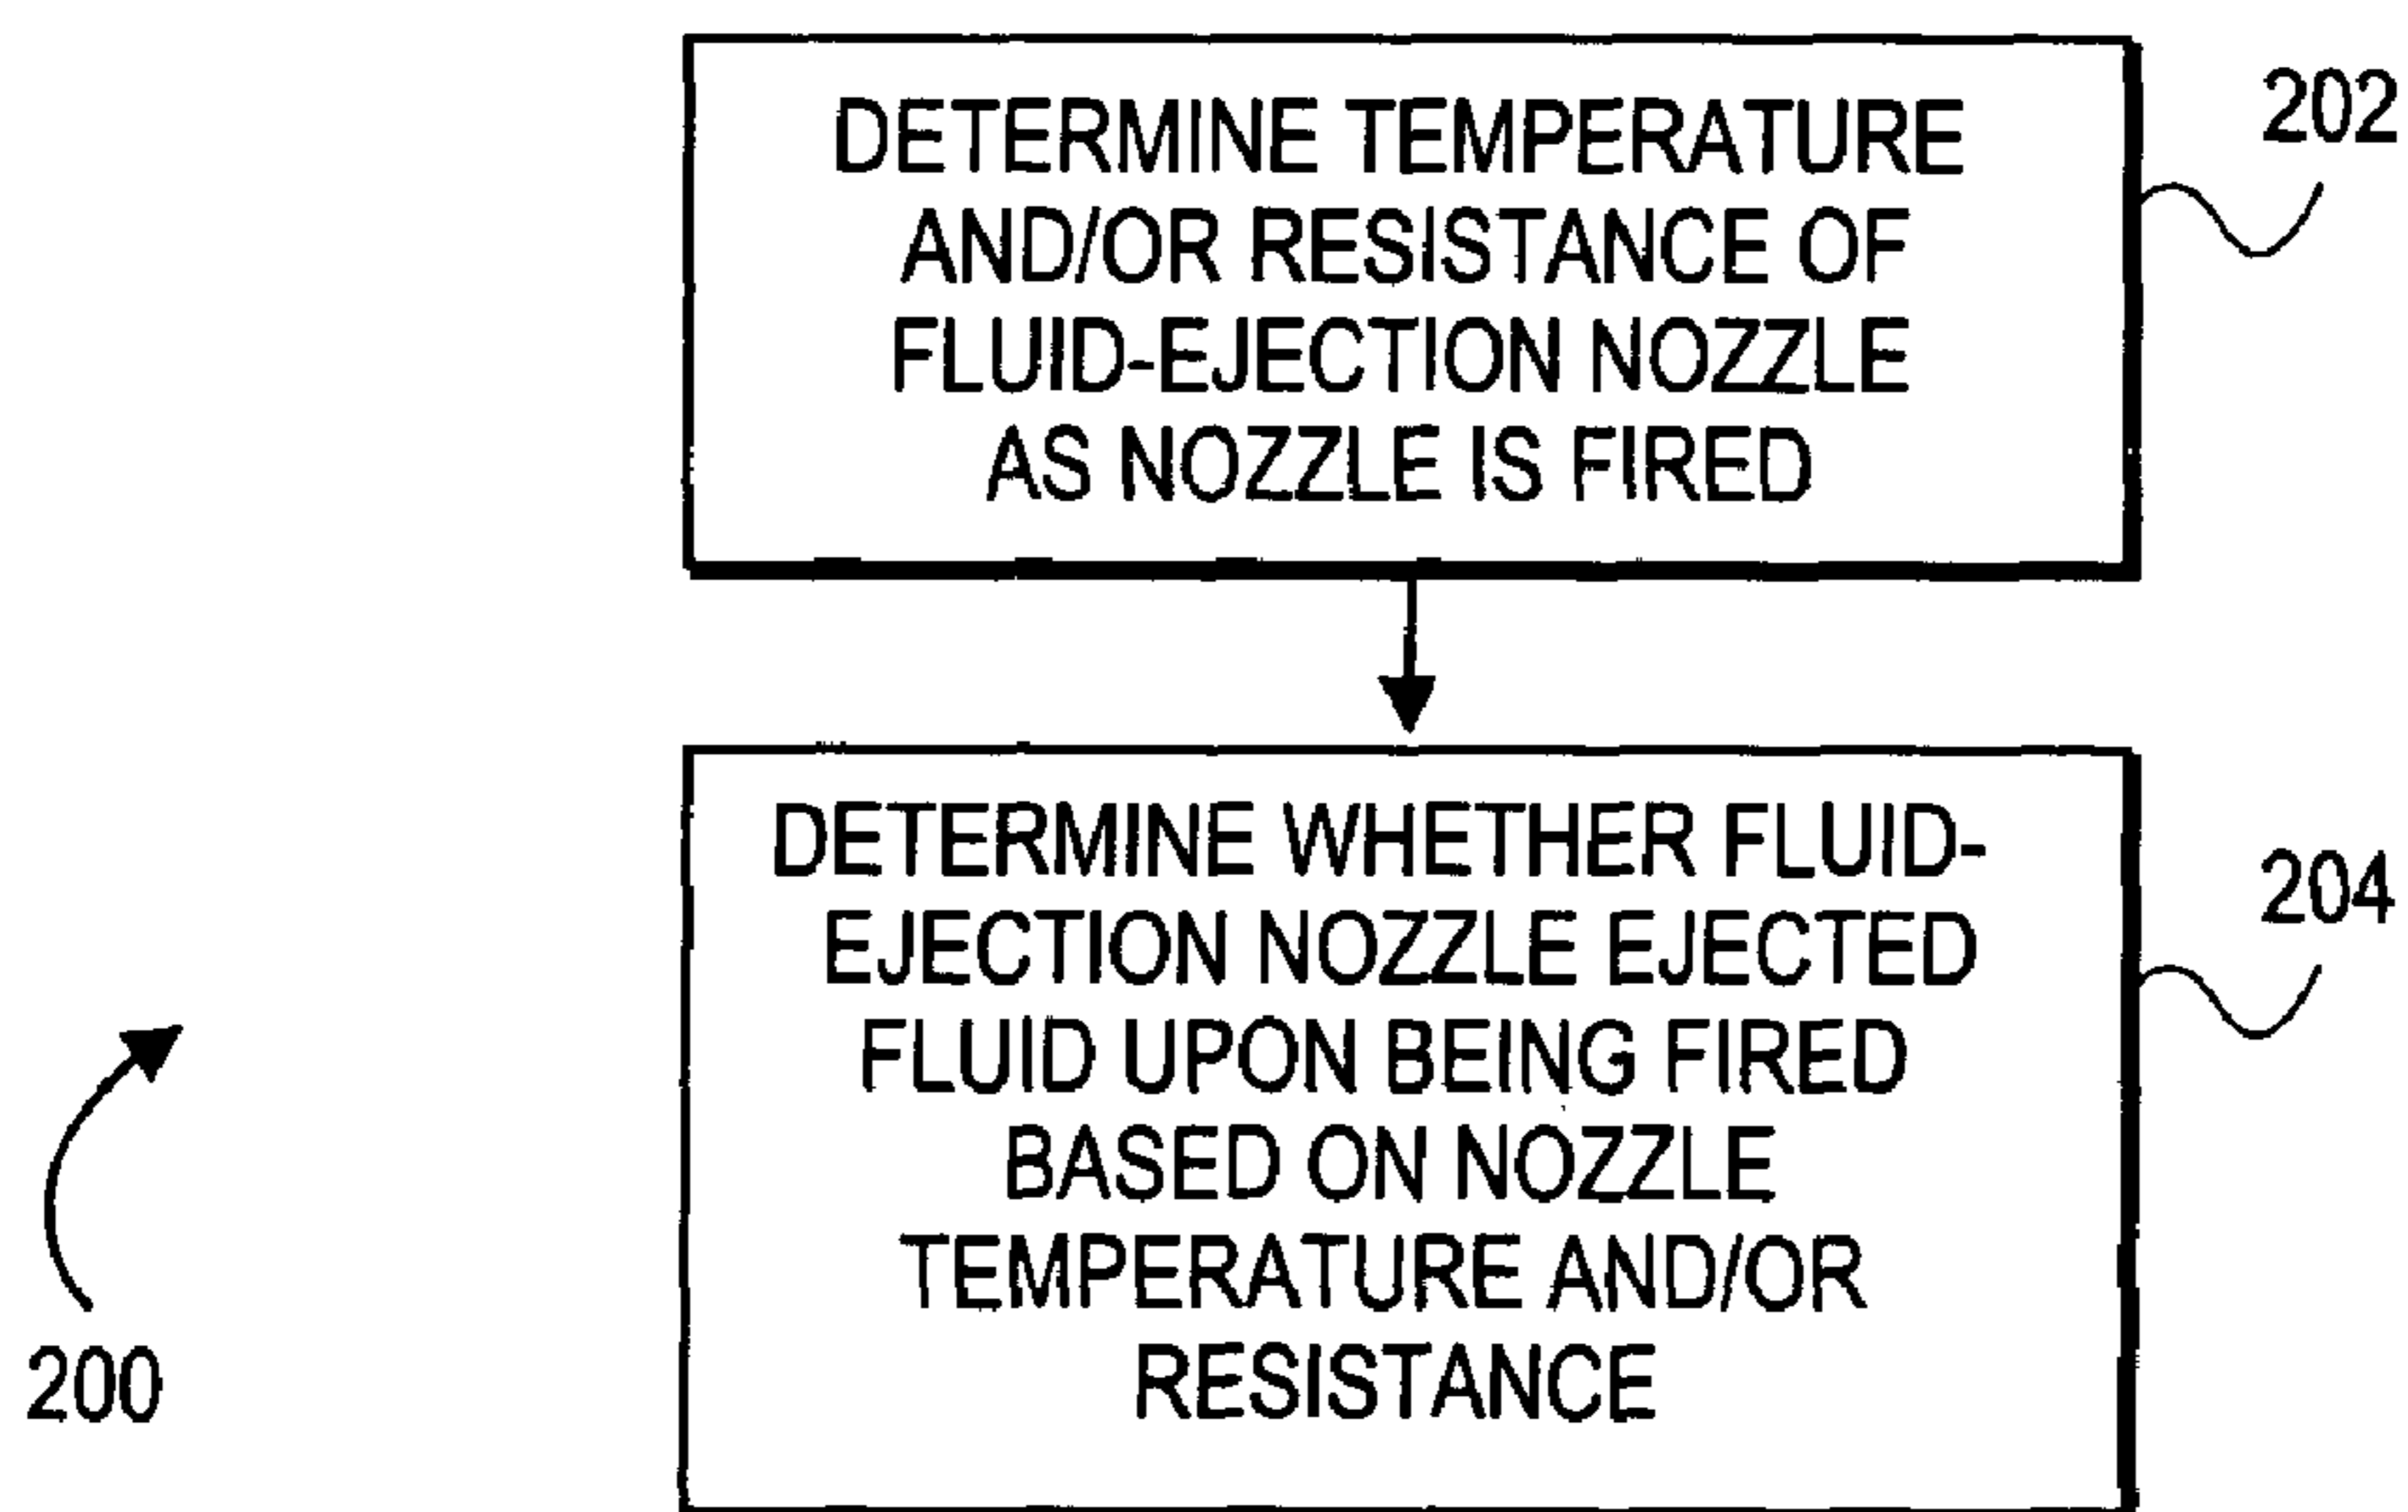 DETERMINE TEMPERATURE
AND/OR RESISTANCE OF
FLUID-EJECTION NOZZLE
AS NOZZLE IS FIRED
202
DETERMINE WHETHER FLUID-
EJECTION NOZZLE EJECTED
FLUID UPON BEING FIRED
BASED ON NOZZLE
TEMPERATURE AND/OR
RESISTANCE
204
200